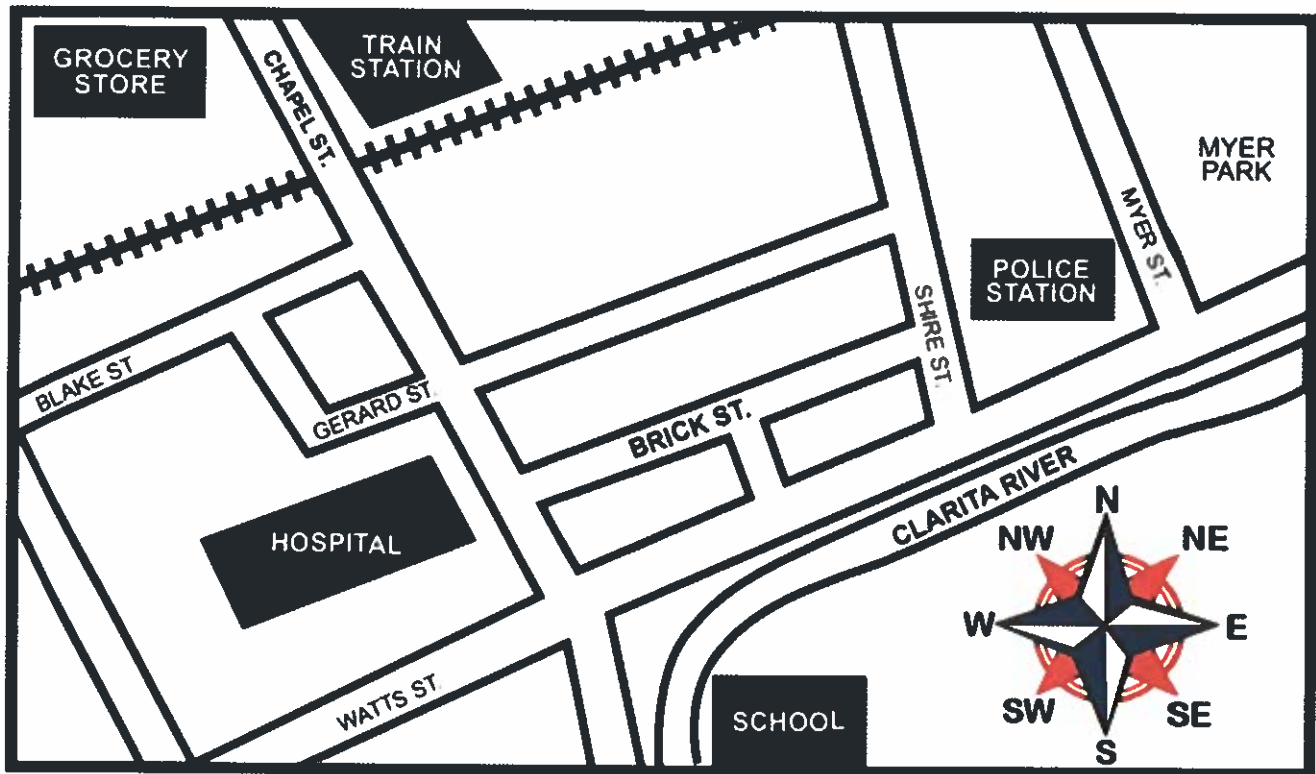 GROCERY
STORE
CHAPEL ST.
TRAIN
STATION
MYER
PARK
MYER ST.
POLICE
STATION
SHIRE ST.
BLAKE ST
GERARD ST.
BRICK ST.
HOSPITAL
CLARITA RIVER
WATTS ST.
SCHOOL
N
NW
NE
W
E
SW
SE
S